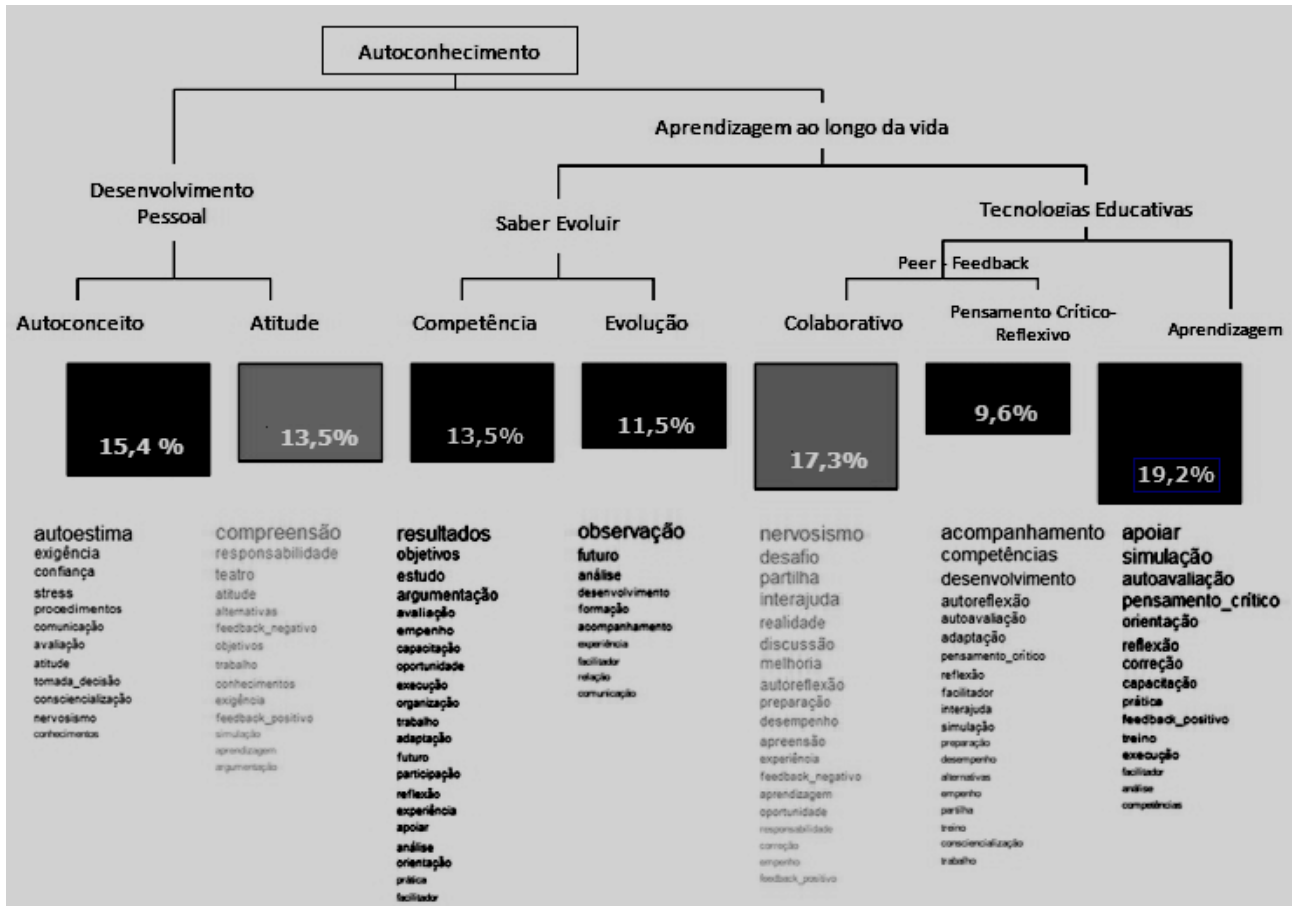 Autoconhecimento
Aprendizagem ao longo da vida
Desenvolvimento
Pessoal
Saber Evoluir
Tecnologias Educativas
Peer - Feedback
Autoconceito
Atitude
Competência
Evolução
Colaborativo
Pensamento Crítico-
Reflexivo
Aprendizagem
15,4 %
13,5%
13,5%
11,5%
17,3%
9,6%
19,2%
autoestima
exigência
confiança
stress
procedimentos
comunicação
avaliação
atitude
tomada_decisão
consciencialização
nervosismo
conhecimentos
compreensão
responsabilidade
teatro
atitude
alternativas
feedback_negativo
objetivos
trabalho
conhecimentos
exigência
feedback_positivo
simulação
aprendizagem
argumentação
resultados
objetivos
estudo
argumentação
avaliação
empenho
capacitação
oportunidade
execução
organização
trabalho
adaptação
futuro
participação
reflexão
experiência
apoiar
análise
orientação
prática
facilitador
observação
futuro
análise
desenvolvimento
formação
acompanhamento
experiência
facilitador
relação
comunicação
nervosismo
desafio
partilha
interajuda
realidade
discussão
melhoria
autoreflexão
preparação
desempenho
apreensão
experiência
feedback_negativo
aprendizagem
oportunidade
responsabilidade
correção
empenho
feedback_positivo
acompanhamento
competências
desenvolvimento
autoreflexão
autoavaliação
adaptação
pensamento_crítico
reflexão
facilitador
interajuda
simulação
preparação
desempenho
alternativas
empenho
partilha
treino
consciencialização
trabalho
apoiar
simulação
autoavaliação
pensamento_crítico
orientação
reflexão
correção
capacitação
prática
feedback_positivo
treino
execução
facilitador
análise
competências